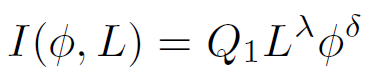 I(ϕ, L) = Q₁L^λϕ^δ